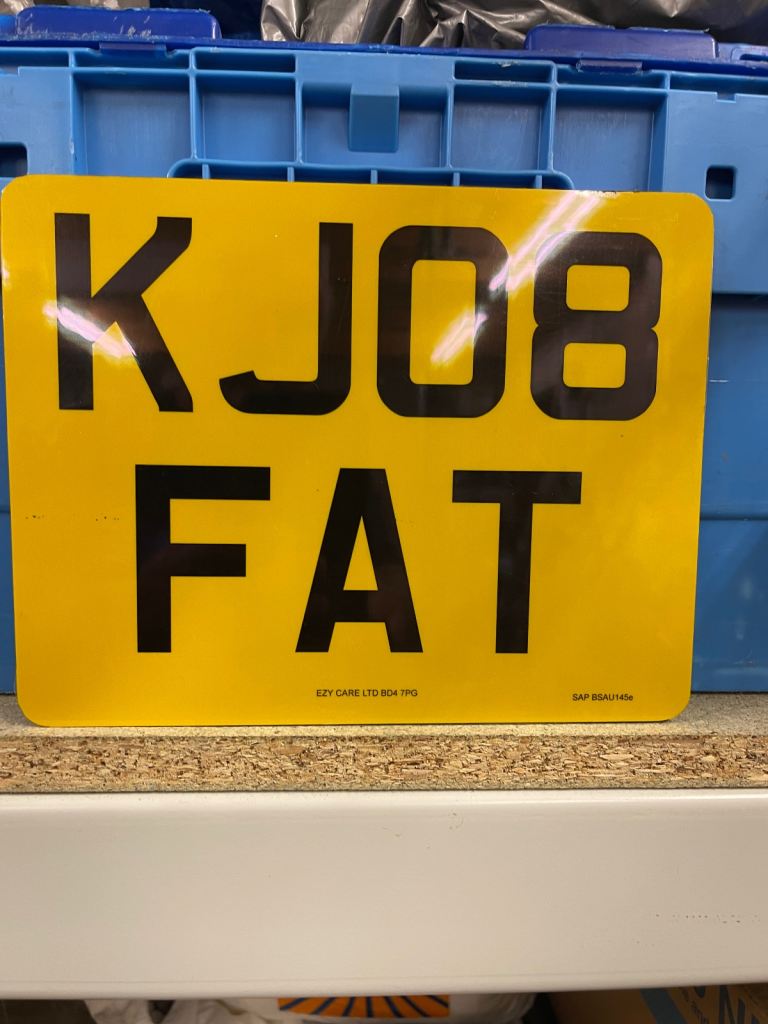 KJ08
FAT
EZY CARE LTD BD4 7PG
SAP BSAU145e